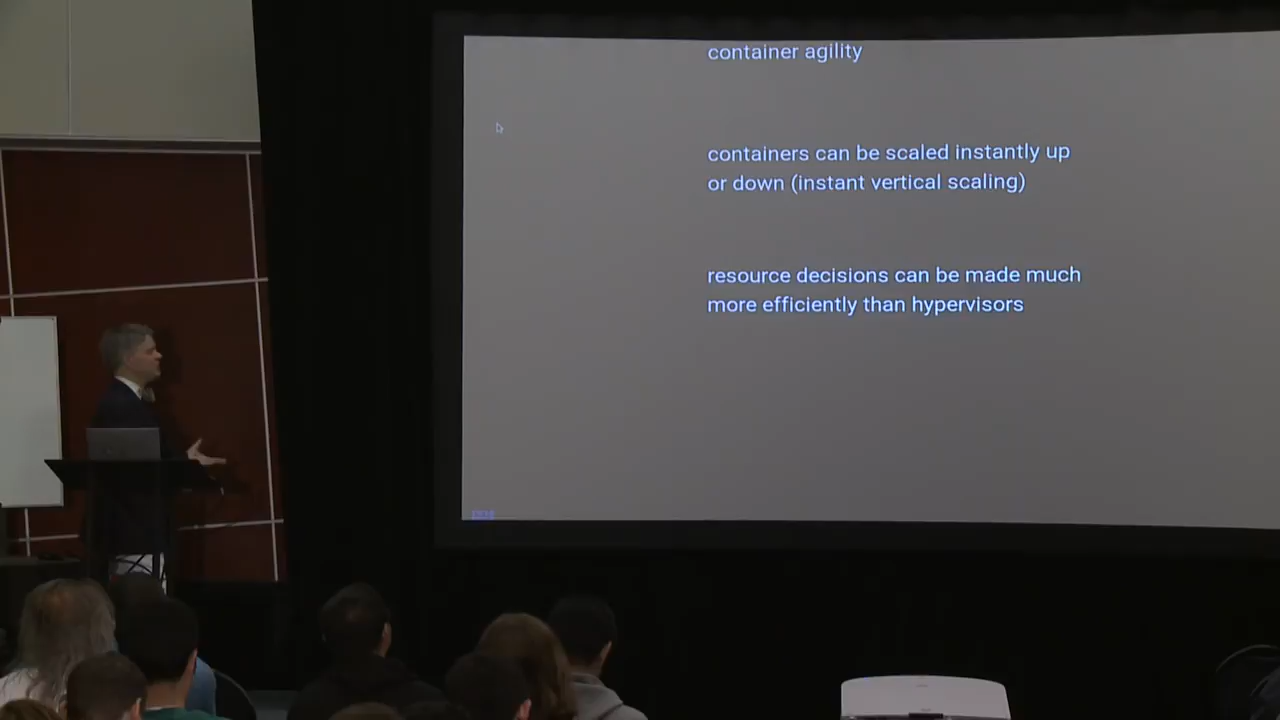 container agility
containers can be scaled instantly up
or down (instant vertical scaling)
resource decisions can be made much
more efficiently than hypervisors
IBM